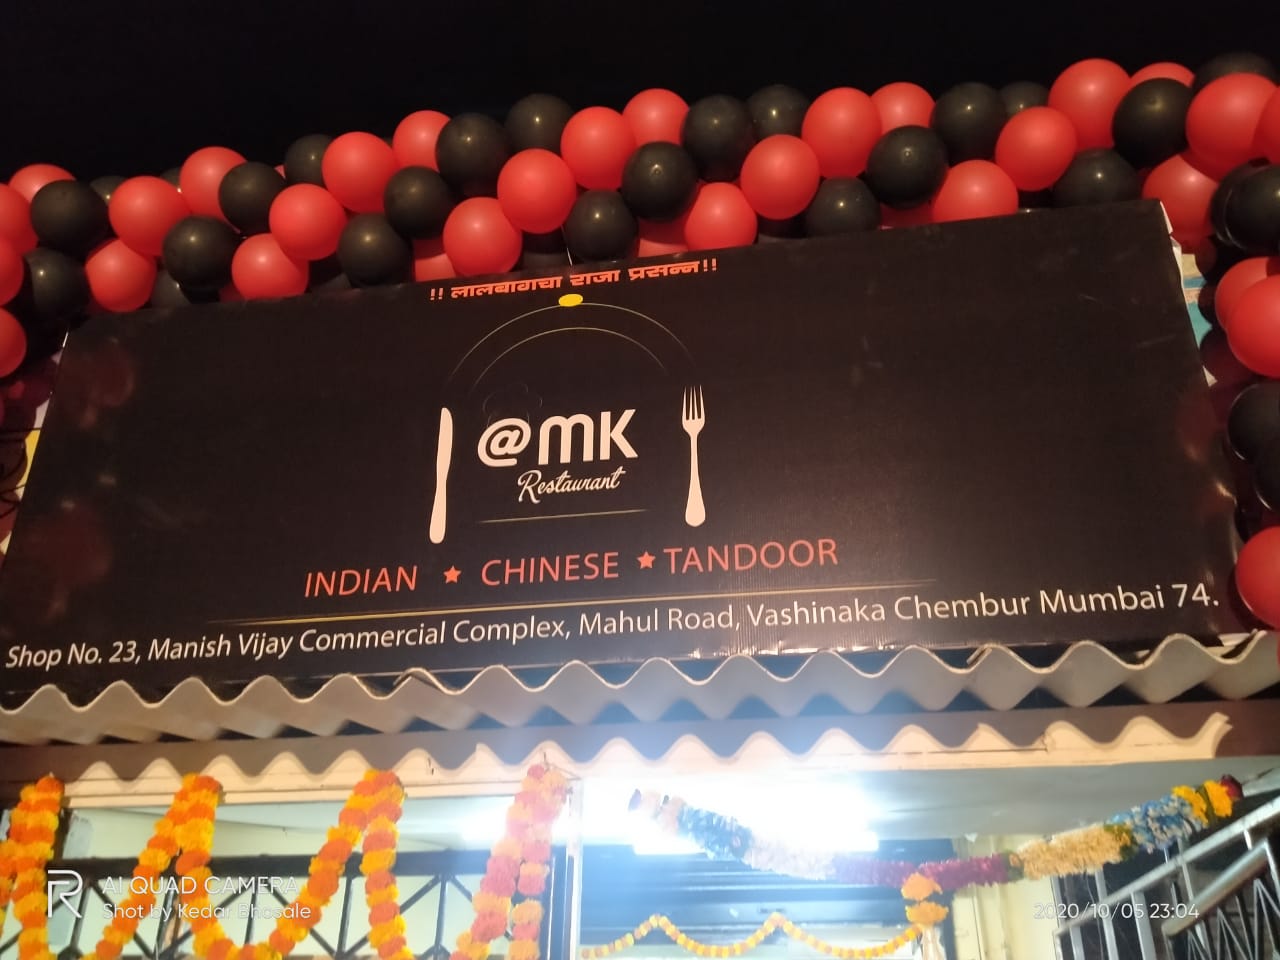 !! लालबागचा राजा प्रसन्न!!
@MK
Restaurant
INDIAN ★ CHINESE ★ TANDOOR
Shop No. 23, Manish Vijay Commercial Complex, Mahul Road, Vashinaka Chembur Mumbai 74.
R AI QUAD CAMERA
Shot by Kedar Bhosale
2020/10/05 23:04